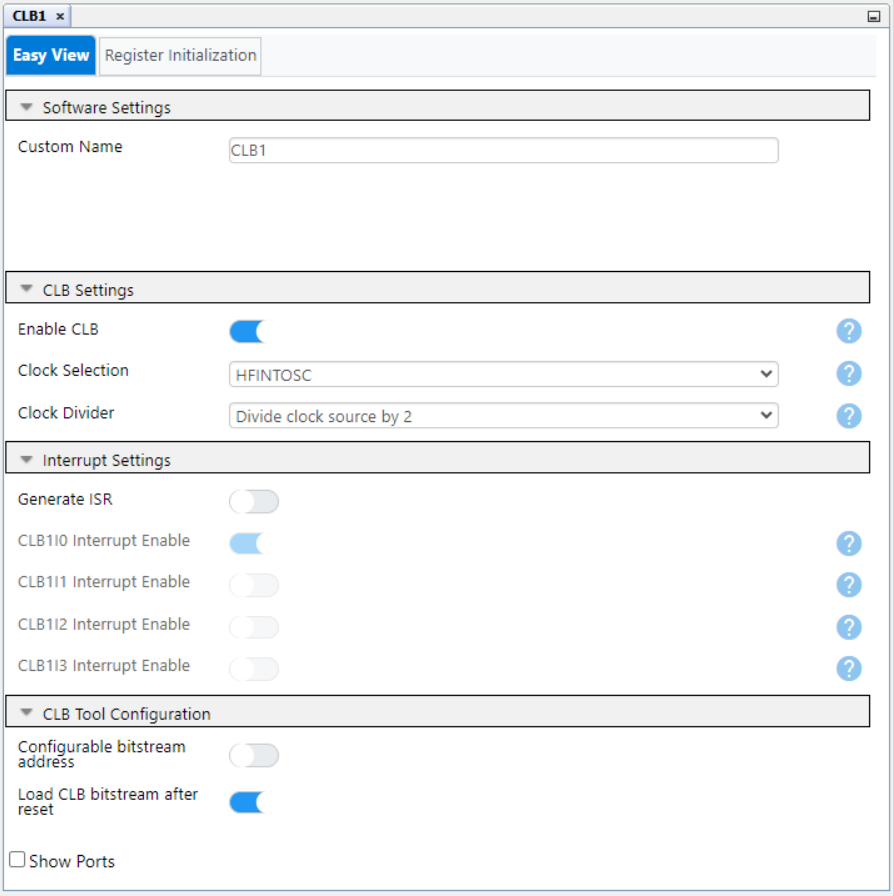 CLB1 ×
Easy View Register Initialization
Software Settings
Custom Name CLB1
CLB Settings
Enable CLB ?
Clock Selection HFINTOSC ?
Clock Divider Divide clock source by 2 ?
Interrupt Settings
Generate ISR
CLB1I0 Interrupt Enable ?
CLB1I1 Interrupt Enable ?
CLB1I2 Interrupt Enable ?
CLB1I3 Interrupt Enable ?
CLB Tool Configuration
Configurable bitstream
address
Load CLB bitstream after
reset
Show Ports